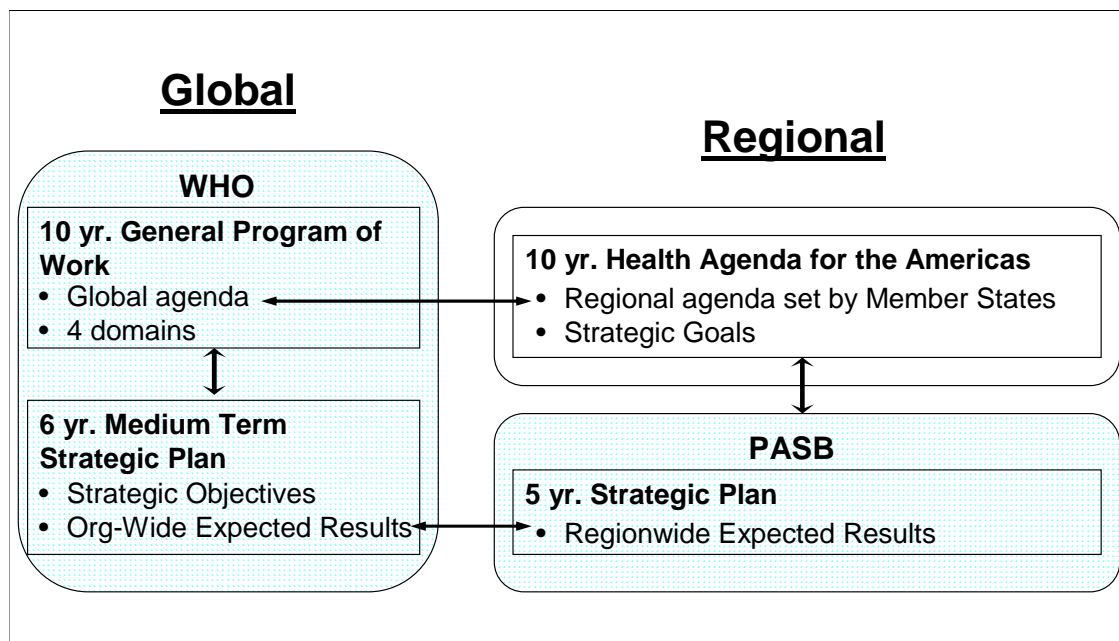 Global
WHO
10 yr. General Program of
Work
• Global agenda
• 4 domains
6 yr. Medium Term
Strategic Plan
• Strategic Objectives
• Org-Wide Expected Results
Regional
10 yr. Health Agenda for the Americas
• Regional agenda set by Member States
• Strategic Goals
PASB
5 yr. Strategic Plan
• Regionwide Expected Results